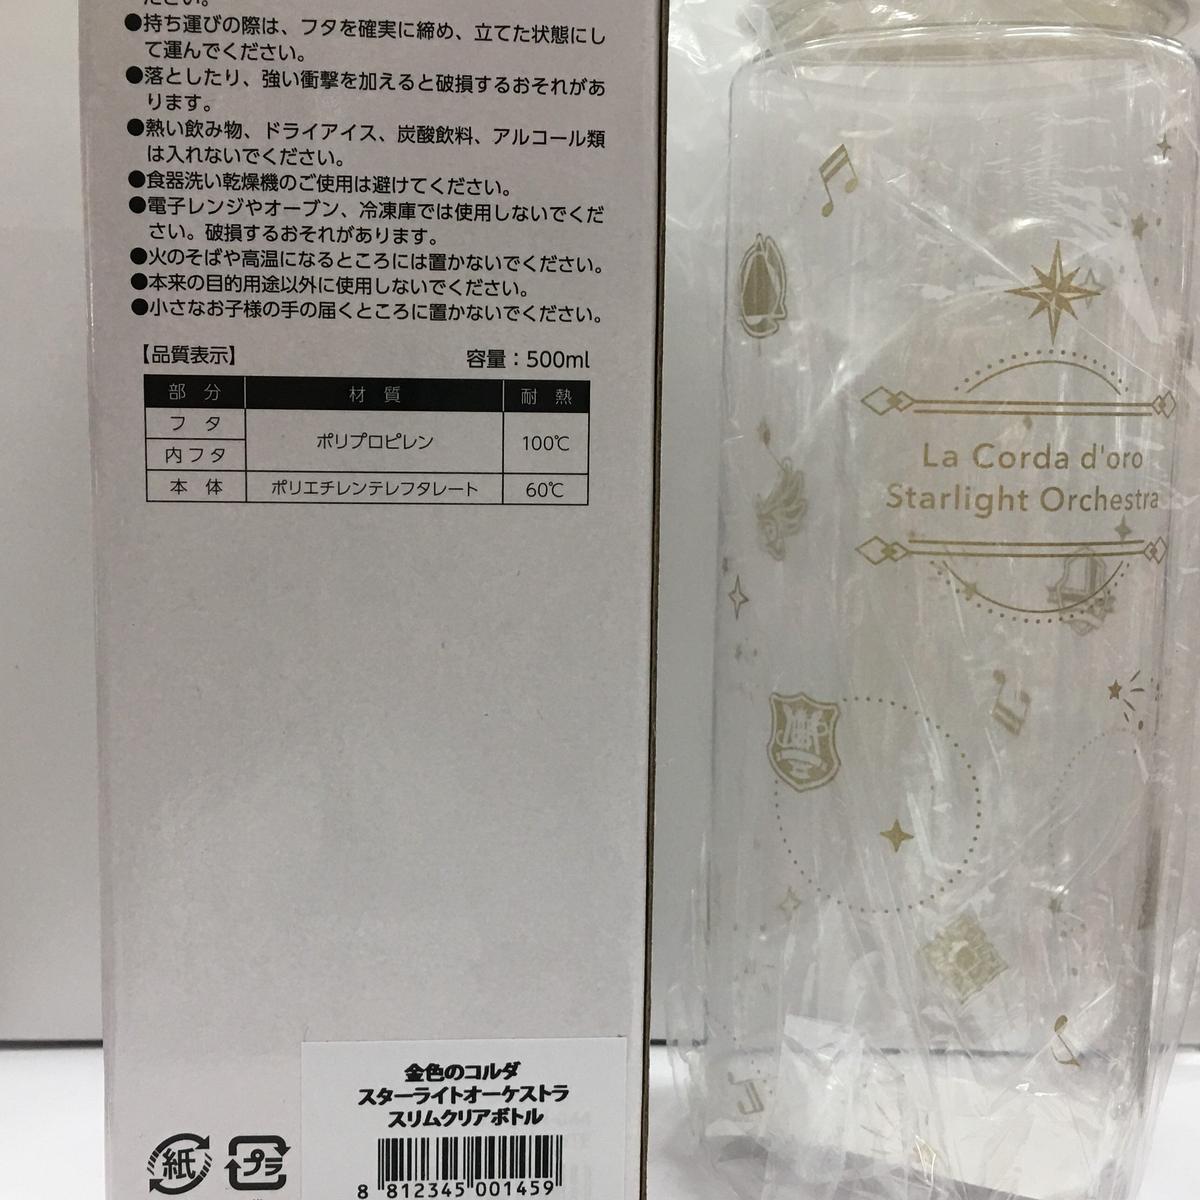 ださい。
●持ち運びの際は、フタを確実に締め、立てた状態にし
て運んでください。
●落としたり、強い衝撃を加えると破損するおそれがあ
ります。
●熱い飲み物、ドライアイス、炭酸飲料、アルコール類
は入れないでください。
●食器洗い乾燥機のご使用は避けてください。
●電子レンジやオーブン、冷凍庫では使用しないでくだ
さい。破損するおそれがあります。
●火のそばや高温になるところには置かないでください。
●本来の目的用途以外に使用しないでください。
●小さなお子様の手の届くところに置かないでください。
【品質表示】 容量：500ml
部 分 材 質 耐 熱
フ タ ポリプロピレン 100℃
内フタ
本 体 ポリエチレンテレフタレート 60℃
金色のコルダ
スターライトオーケストラ
スリムクリアボトル
8 812345 001459
紙 プラ
La Corda d'oro
Starlight Orchestra